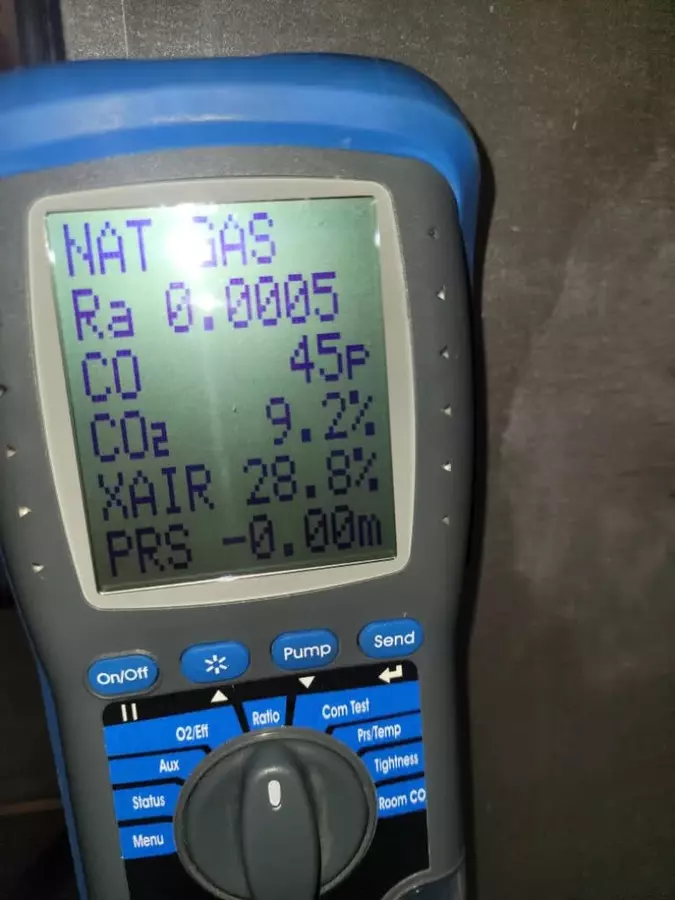 NAT GAS
Ra 0.0005
CO 45p
CO2 9.2%
XAIR 28.8%
PRS -0.00m
On/Off
Pump
Send
O2/Eff
Ratio
Com Test
Aux
Prs/Temp
Status
Tightness
Menu
Room CO